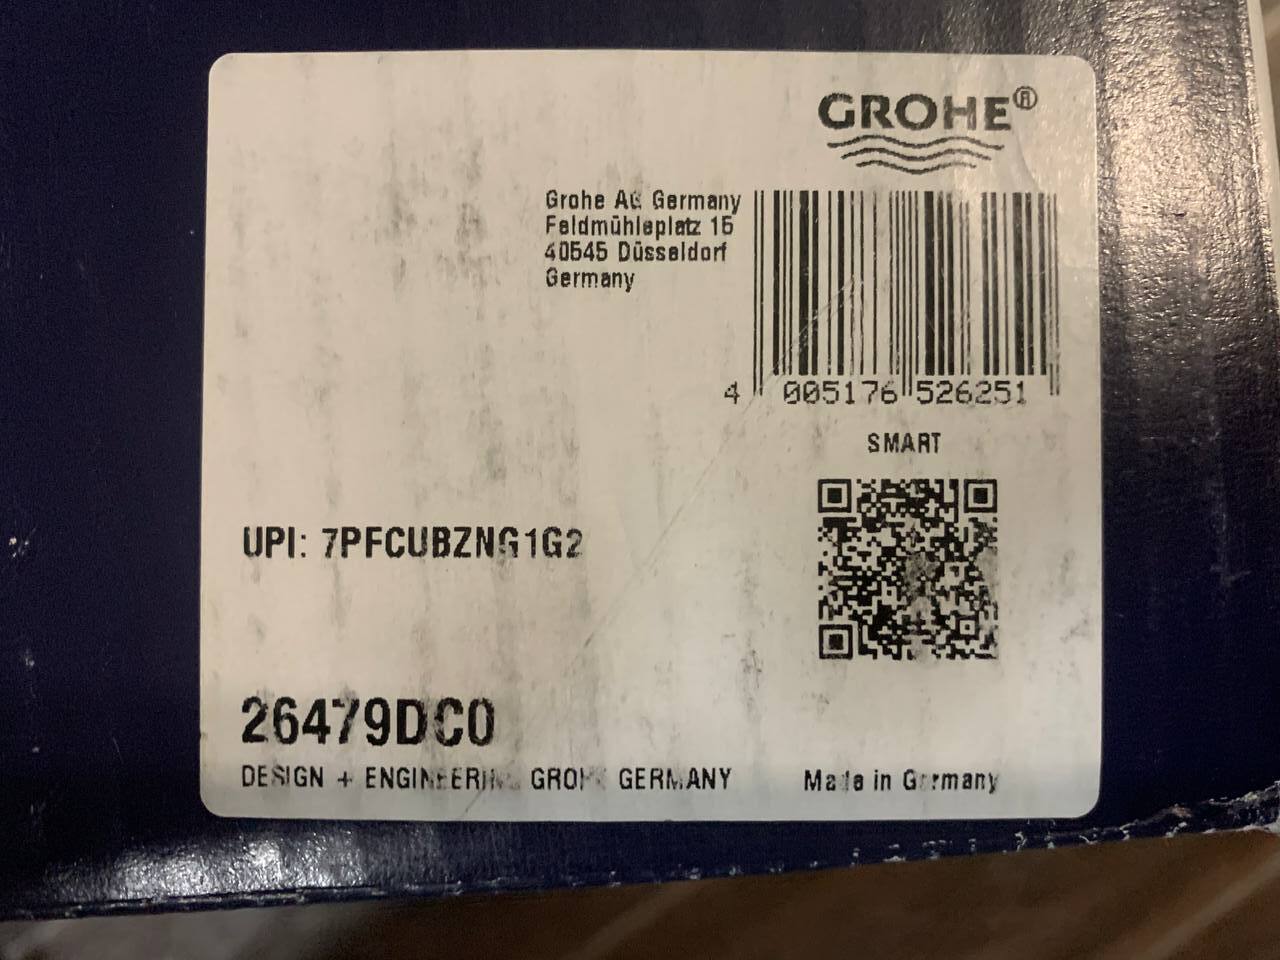 GROHE®
Grohe AG Germany
Feldmühleplatz 15
40545 Düsseldorf
Germany
4 005176 526251
SMART
UPI: 7PFCUBZNG1G2
26479DC0
DESIGN + ENGINEERING GROHE GERMANY
Made in Germany